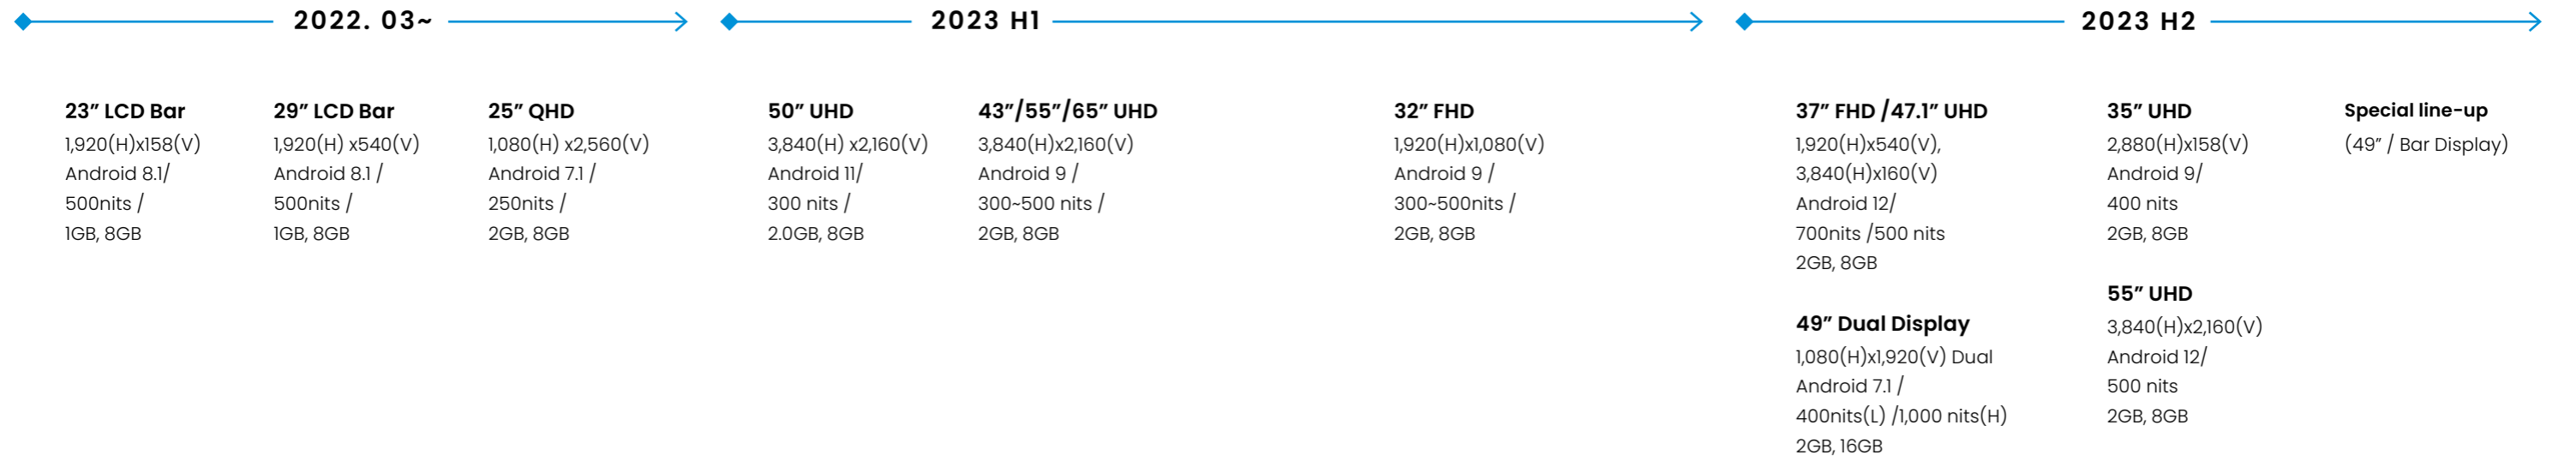 2022. 03~
23” LCD Bar
1,920(H)x158(V)
Android 8.1/
500nits /
1GB, 8GB
29” LCD Bar
1,920(H) x540(V)
Android 8.1 /
500nits /
1GB, 8GB
25” QHD
1,080(H) x2,560(V)
Android 7.1 /
250nits /
2GB, 8GB
2023 H1
50” UHD
3,840(H) x2,160(V)
Android 11/
300 nits /
2.0GB, 8GB
43”/55”/65” UHD
3,840(H)x2,160(V)
Android 9 /
300~500 nits /
2GB, 8GB
32” FHD
1,920(H)x1,080(V)
Android 9 /
300~500nits /
2GB, 8GB
2023 H2
37” FHD /47.1” UHD
1,920(H)x540(V),
3,840(H)x160(V)
Android 12/
700nits /500 nits
2GB, 8GB
49” Dual Display
1,080(H)x1,920(V) Dual
Android 7.1 /
400nits(L) /1,000 nits(H)
2GB, 16GB
35” UHD
2,880(H)x158(V)
Android 9/
400 nits
2GB, 8GB
55” UHD
3,840(H)x2,160(V)
Android 12/
500 nits
2GB, 8GB
Special line-up
(49” / Bar Display)